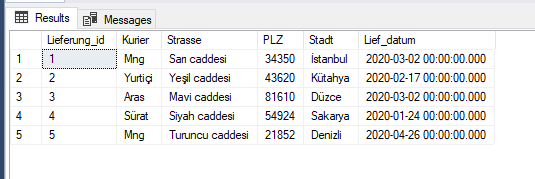 Results Messages
Lieferung_id Kurier Strasse PLZ Stadt Lief_datum
1 1 Mng Sarı caddesi 34350 İstanbul 2020-03-02 00:00:00.000
2 2 Yurtiçi Yeşil caddesi 43620 Kütahya 2020-02-17 00:00:00.000
3 3 Aras Mavi caddesi 81610 Düzce 2020-03-02 00:00:00.000
4 4 Sürat Siyah caddesi 54924 Sakarya 2020-01-24 00:00:00.000
5 5 Mng Turuncu caddesi 21852 Denizli 2020-04-26 00:00:00.000